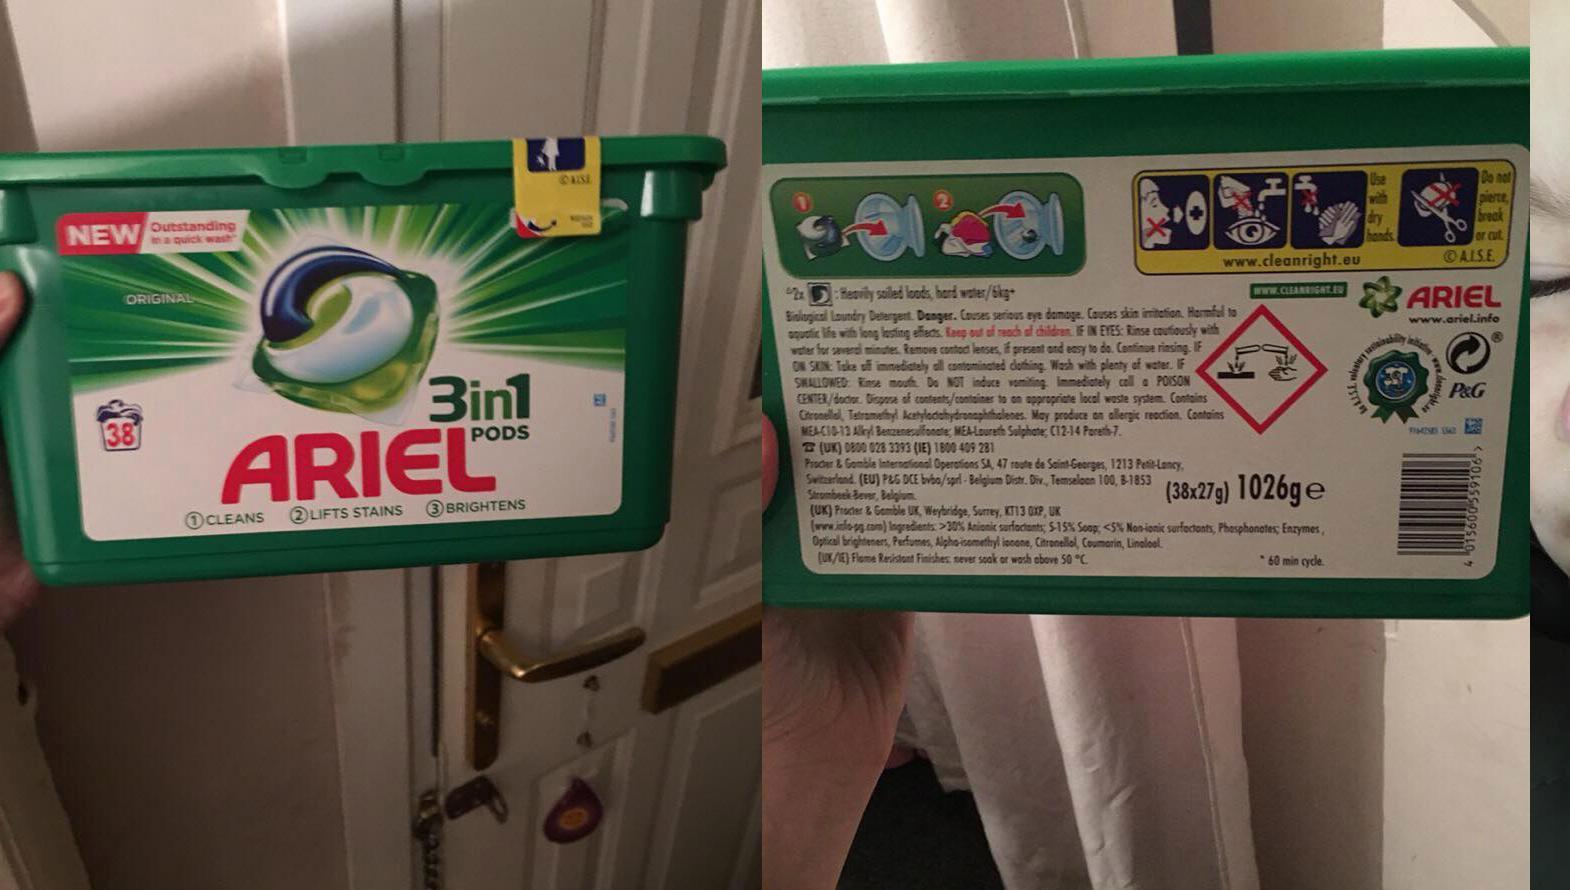 © A.I.S.E.
NEW Outstanding
in a quick wash*
ORIGINAL
38
3in1
PODS
ARIEL
1 CLEANS 2 LIFTS STAINS 3 BRIGHTENS
1 2
Use
with
dry
hands.
Do not
pierce,
break
or cut.
www.cleanright.eu © A.I.S.E.
2x : Heavily soiled loads, hard water/6kg+
WWW.CLEANRIGHT.EU
ARIEL
www.ariel.info
Biological Laundry Detergent. Danger. Causes serious eye damage. Causes skin irritation. Harmful to
aquatic life with long lasting effects. Keep out of reach of children. IF IN EYES: Rinse cautiously with
water for several minutes. Remove contact lenses, if present and easy to do. Continue rinsing. IF
ON SKIN: Take off immediately all contaminated clothing. Wash with plenty of water. IF
SWALLOWED: Rinse mouth. Do NOT induce vomiting. Immediately call a POISON
CENTER/doctor. Dispose of contents/container to an appropriate local waste system. Contains
Citronellol, Tetramethyl Acetyloctahydronaphthalenes. May produce an allergic reaction. Contains
MEA-C10-13 Alkyl Benzenesulfonate; MEA-Laureth Sulphate; C12-14 Pareth-7.
P&G
(UK) 0800 028 3393 (IE) 1800 409 281
Procter & Gamble International Operations SA, 47 route de Saint-Georges, 1213 Petit-Lancy,
Switzerland. (EU) P&G DCE bvba/sprl - Belgium Distr. Div., Temselaan 100, B-1853
Strombeek-Bever, Belgium.
(38x27g) 1026g e
(UK) Procter & Gamble UK, Weybridge, Surrey, KT13 0XP, UK
(www.info-pg.com) Ingredients: >30% Anionic surfactants; 5-15% Soap; <5% Non-ionic surfactants, Phosphonates; Enzymes,
Optical brighteners, Perfumes, Alpha-isomethyl ionone, Citronellol, Coumarin, Linalool.
(UK/IE) Flame Resistant Finishes: never soak or wash above 50 °C.
* 60 min cycle.
4 015600 559106 >